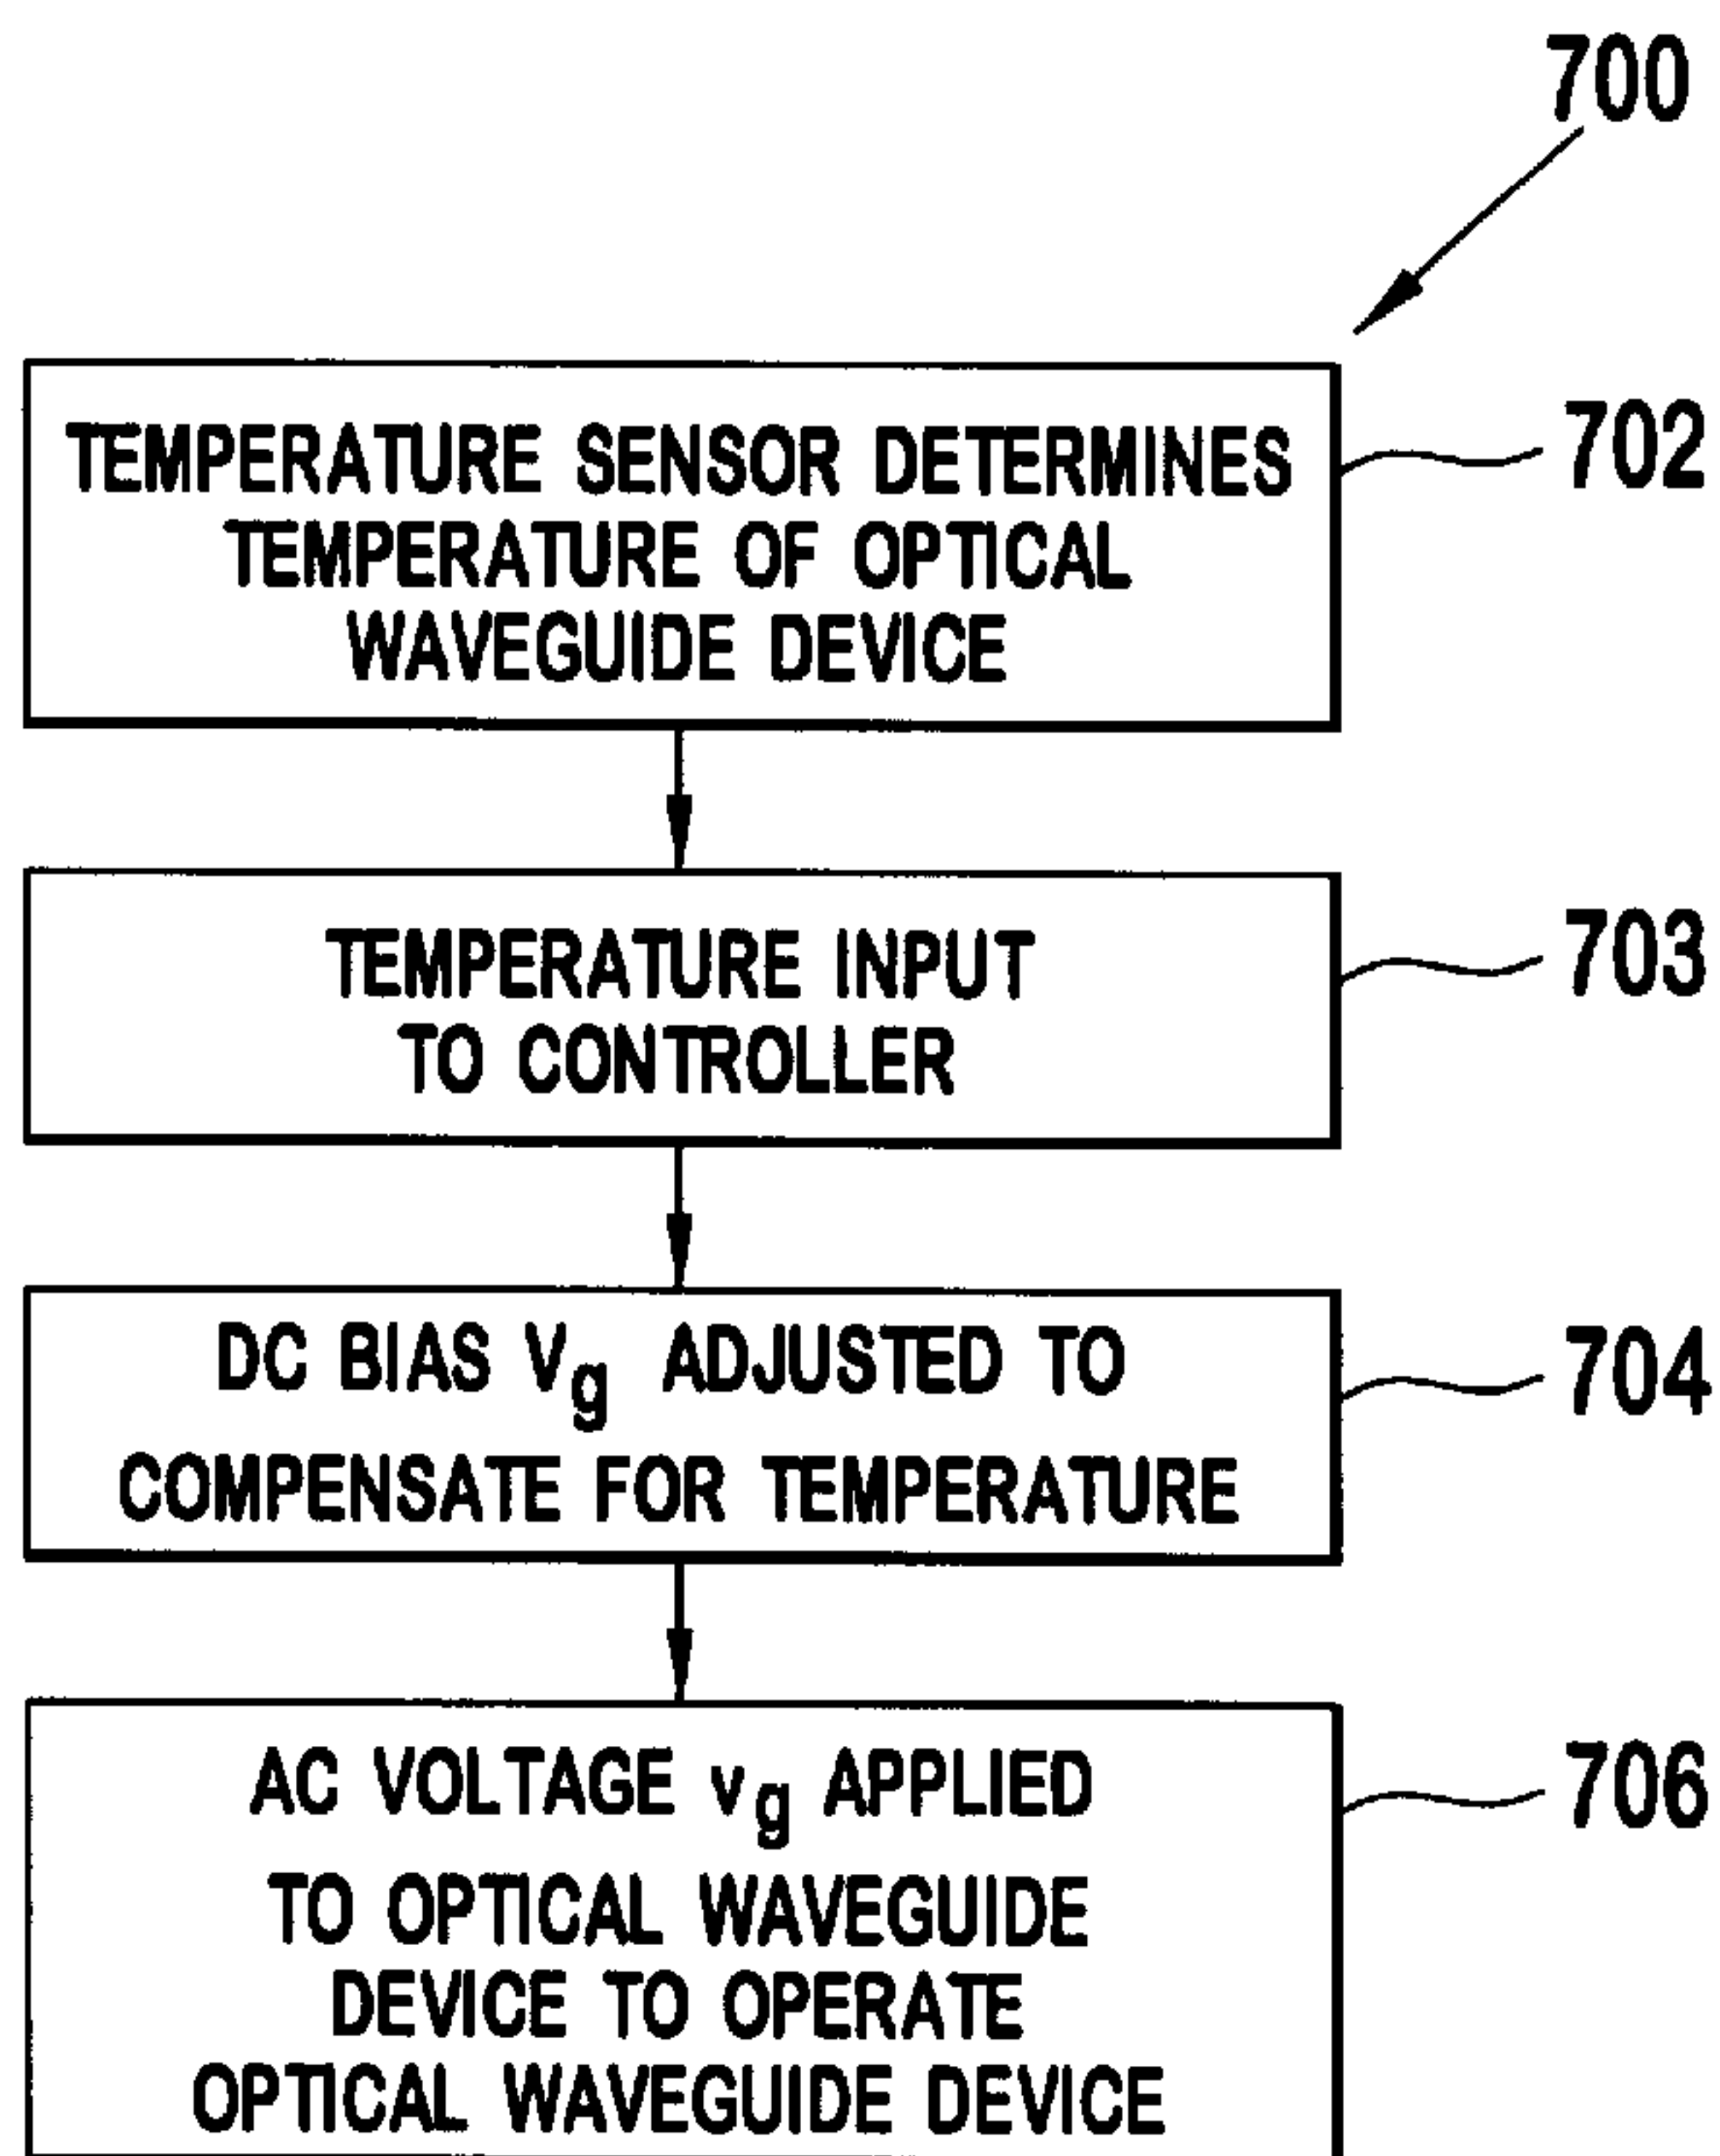 700
TEMPERATURE SENSOR DETERMINES
TEMPERATURE OF OPTICAL
WAVEGUIDE DEVICE
702
TEMPERATURE INPUT
TO CONTROLLER
703
DC BIAS Vg ADJUSTED TO
COMPENSATE FOR TEMPERATURE
704
AC VOLTAGE vg APPLIED
TO OPTICAL WAVEGUIDE
DEVICE TO OPERATE
OPTICAL WAVEGUIDE DEVICE
706